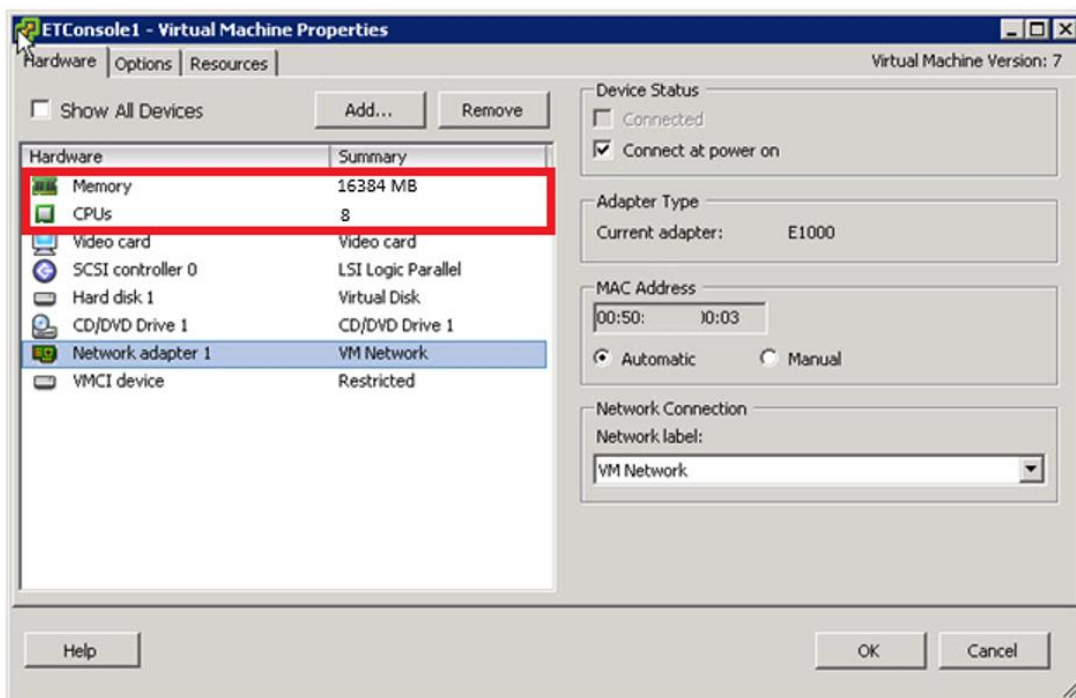 ETConsole1 - Virtual Machine Properties
Hardware Options Resources
Virtual Machine Version: 7
Show All Devices
Add...
Remove
Hardware Summary
Memory 16384 MB
CPUs 8
Video card Video card
SCSI controller 0 LSI Logic Parallel
Hard disk 1 Virtual Disk
CD/DVD Drive 1 CD/DVD Drive 1
Network adapter 1 VM Network
VMCI device Restricted
Device Status
Connected
Connect at power on
Adapter Type
Current adapter: E1000
MAC Address
00:50: 00:03
Automatic Manual
Network Connection
Network label:
VM Network
Help
OK
Cancel